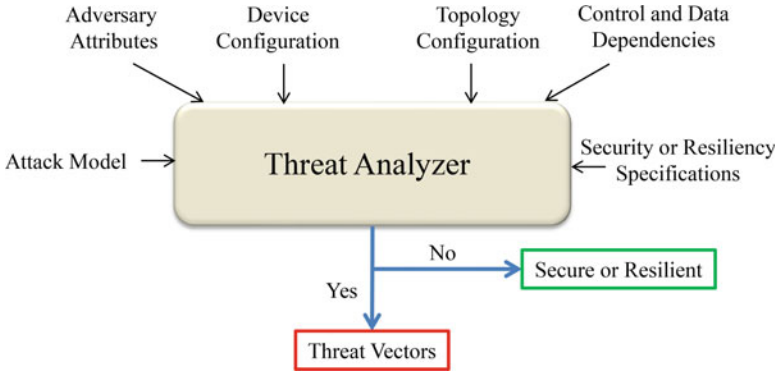 Adversary
Attributes
Device
Configuration
Topology
Configuration
Control and Data
Dependencies
Attack Model
Threat Analyzer
Security or Resiliency
Specifications
No
Secure or Resilient
Yes
Threat Vectors